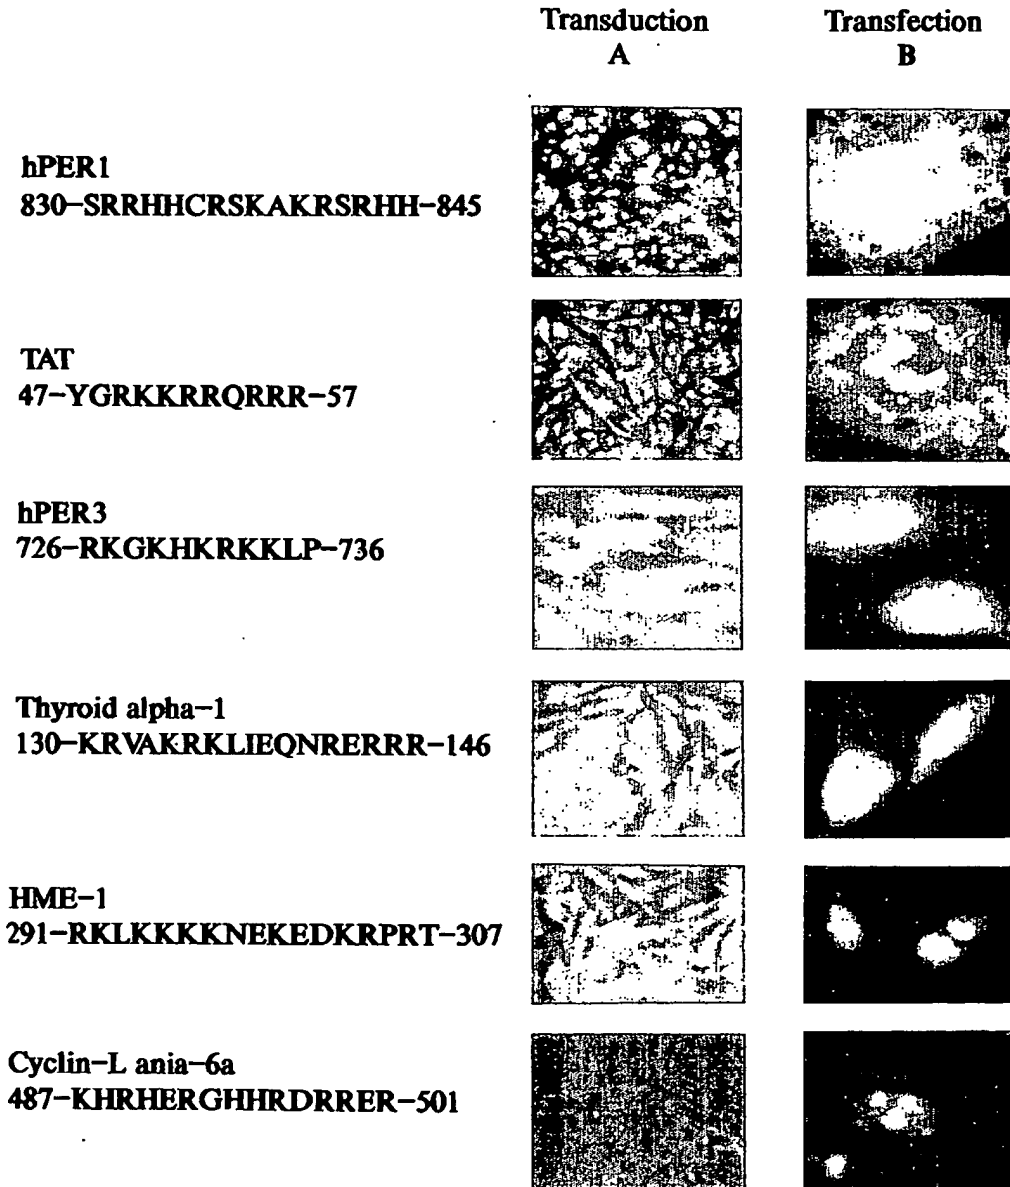 Transduction
A
Transfection
B
hPER1
830-SRRHHCRSKAKRSRHH-845
TAT
47-YGRKKRRQRRR-57
hPER3
726-RKGKHKRKKLP-736
Thyroid alpha-1
130-KRVAKRKLIEQNRERRR-146
HME-1
291-RKLKKKKNEKEDKRPRT-307
Cyclin-L ania-6a
487-KHRHERGHHRDRRER-501